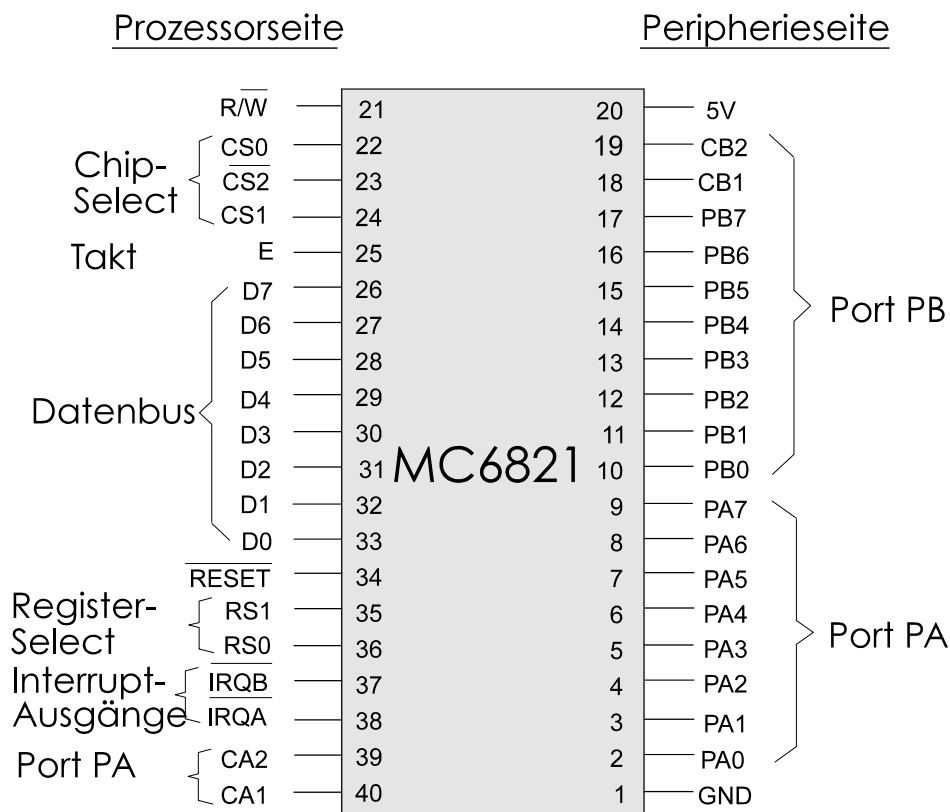 Prozessorseite Peripherieseite
R/W 21 20 5V
CS0 22 19 CB2
Chip-
Select
CS2 23 18 CB1
CS1 24 17 PB7
Takt E 25 16 PB6
D7 26 15 PB5
Port PB
D6 27 14 PB4
D5 28 13 PB3
Datenbus
D4 29 12 PB2
D3 30 11 PB1
MC6821
D2 31 10 PB0
D1 32 9 PA7
D0 33 8 PA6
RESET 34 7 PA5
Register-
Select
RS1 35 6 PA4
RS0 36 5 PA3
Port PA
Interrupt-
Ausgänge
IRQB 37 4 PA2
IRQA 38 3 PA1
Port PA
CA2 39 2 PA0
CA1 40 1 GND